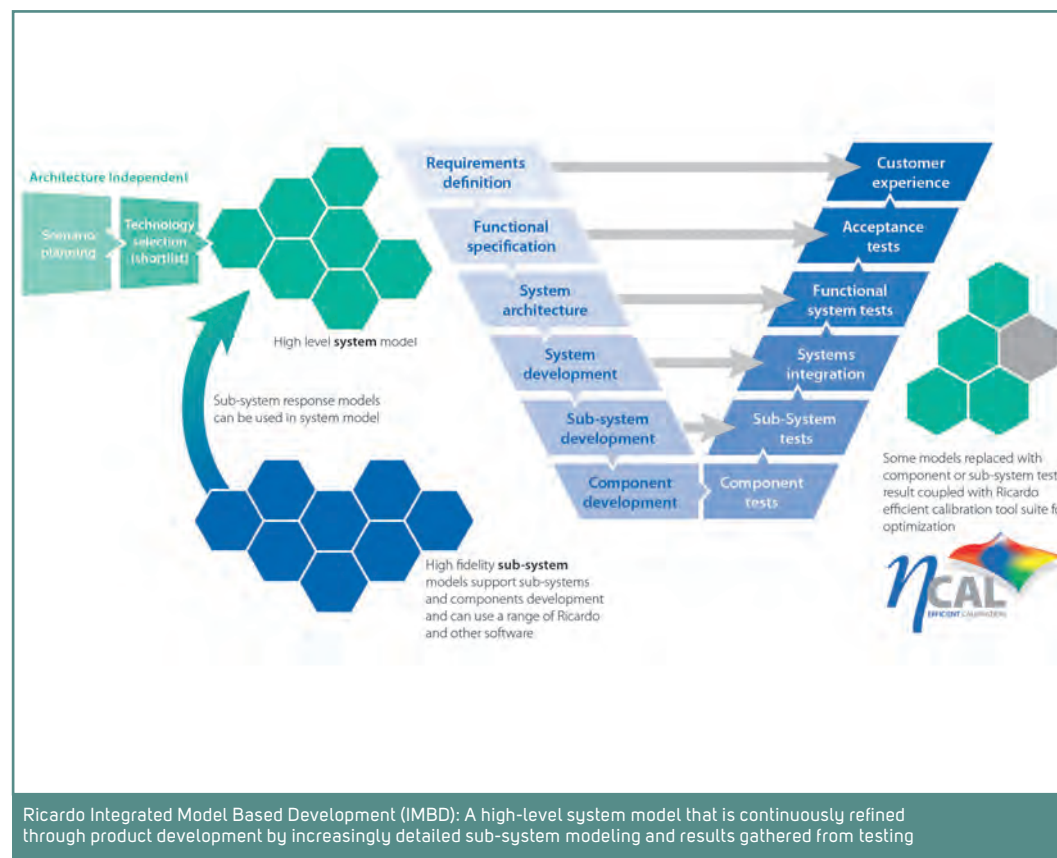 Architecture Independent
Scenario
planning
Technology
selection
(shortlist)
High level system model
Sub-system response models
can be used in system model
High fidelity sub-system
models support sub-systems
and components development
and can use a range of Ricardo
and other software
Requirements
definition
Functional
specification
System
architecture
System
development
Sub-system
development
Component
development
Component
tests
Sub-System
tests
Systems
integration
Functional
system tests
Acceptance
tests
Customer
experience
Some models replaced with
component or sub-system test
result coupled with Ricardo
efficient calibration tool suite
optimization
ηCAL
EFFICIENT CALIBRATION
Ricardo Integrated Model Based Development (IMBD): A high-level system model that is continuously refined
through product development by increasingly detailed sub-system modeling and results gathered from testing